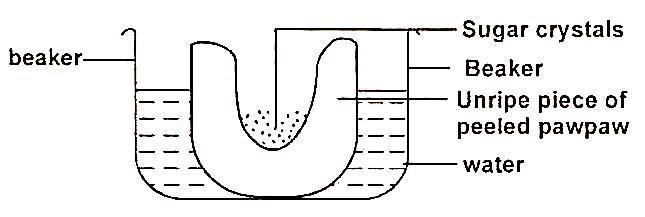 Sugar crystals
beaker
Beaker
Unripe piece of
peeled pawpaw
water